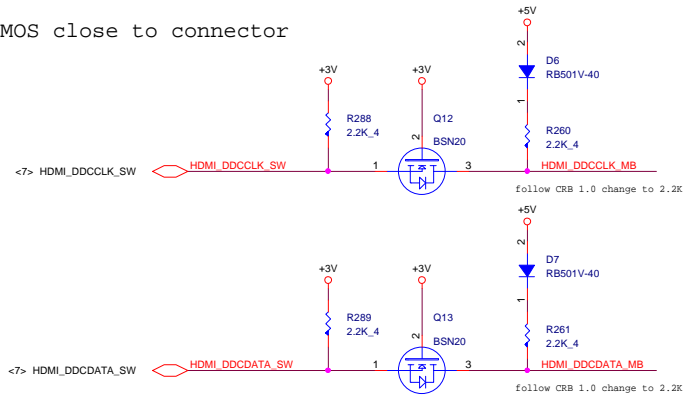 MOS close to connector
+5V
2
D6
RB501V-40
1
+3V
+3V
R288
2.2K_4
Q12
2
BSN20
R260
2.2K_4
<7> HDMI_DDCCLK_SW
HDMI_DDCCLK_SW
1
3
HDMI_DDCCLK_MB
follow CRB 1.0 change to 2.2K
+5V
2
D7
RB501V-40
1
+3V
+3V
R289
2.2K_4
Q13
2
BSN20
R261
2.2K_4
<7> HDMI_DDCDATA_SW
HDMI_DDCDATA_SW
1
3
HDMI_DDCDATA_MB
follow CRB 1.0 change to 2.2K